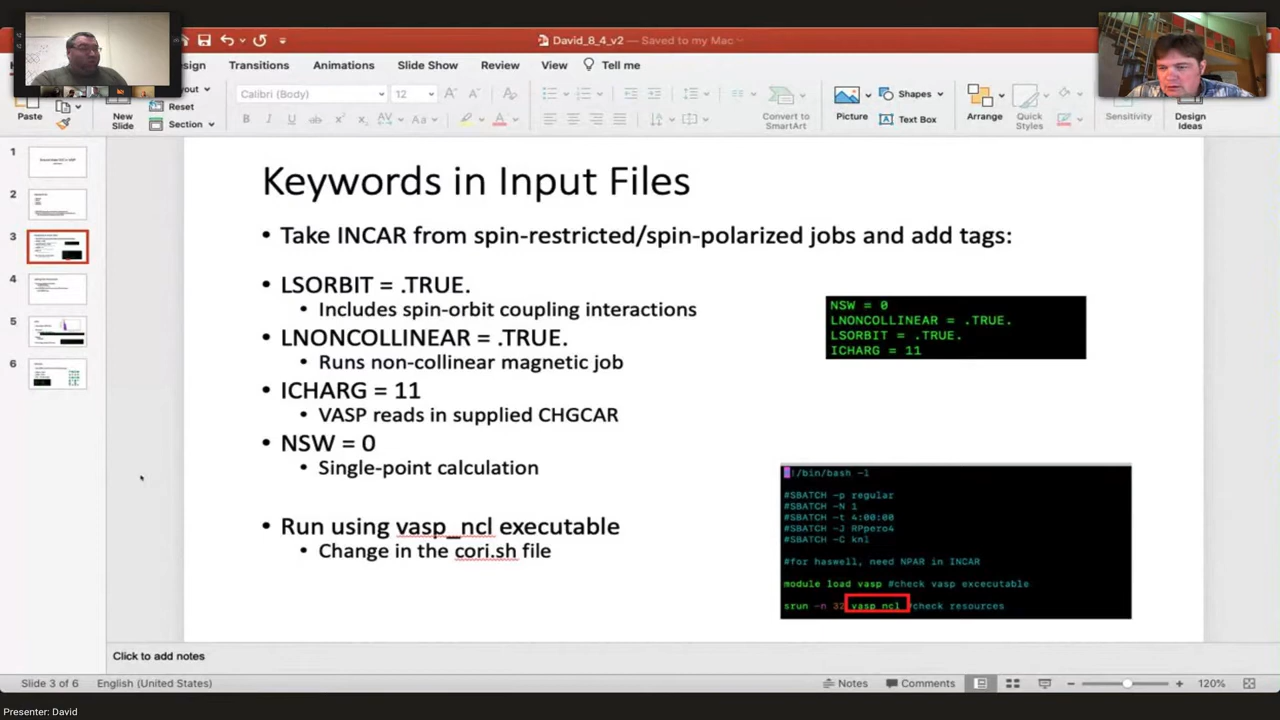 David_8_4_v2 — Saved to my Mac
Transitions
Animations
Slide Show
Review
View
Tell me
Paste
New
Slide
Reset
Section
Calibri (Body)
12
Convert to
SmartArt
Picture
Shapes
Text Box
Arrange
Quick
Styles
Sensitivity
Design
Ideas
1
2
3
4
5
6
Keywords in Input Files
• Take INCAR from spin-restricted/spin-polarized jobs and add tags:
• LSORBIT = .TRUE.
• Includes spin-orbit coupling interactions
• LNONCOLLINEAR = .TRUE.
• Runs non-collinear magnetic job
• ICHARG = 11
• VASP reads in supplied CHGCAR
• NSW = 0
• Single-point calculation
• Run using vasp_ncl executable
• Change in the cori.sh file
NSW = 0
LNONCOLLINEAR = .TRUE.
LSORBIT = .TRUE.
ICHARG = 11
!/bin/bash -l
#SBATCH -p regular
#SBATCH -N 1
#SBATCH -t 4:00:00
#SBATCH -J RPpero4
#SBATCH -C knl
#for haswell, need NPAR in INCAR
module load vasp #check vasp excecutable
srun -n 32 vasp_ncl #check resources
Click to add notes
Slide 3 of 6
English (United States)
Notes
Comments
120%
Presenter: David